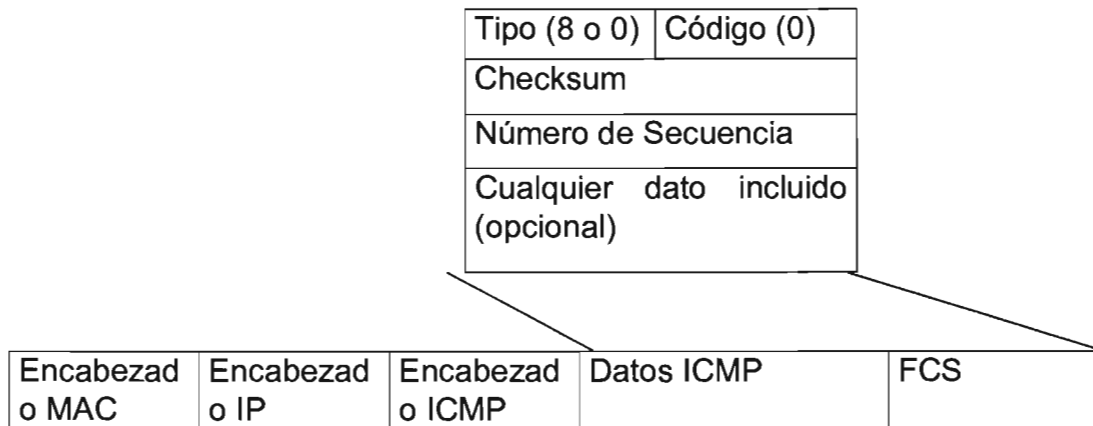 Tipo (8 o 0) Código (0)
Checksum
Número de Secuencia
Cualquier dato incluido
(opcional)
Encabezad Encabezad Encabezad Datos ICMP FCS
o MAC o IP o ICMP